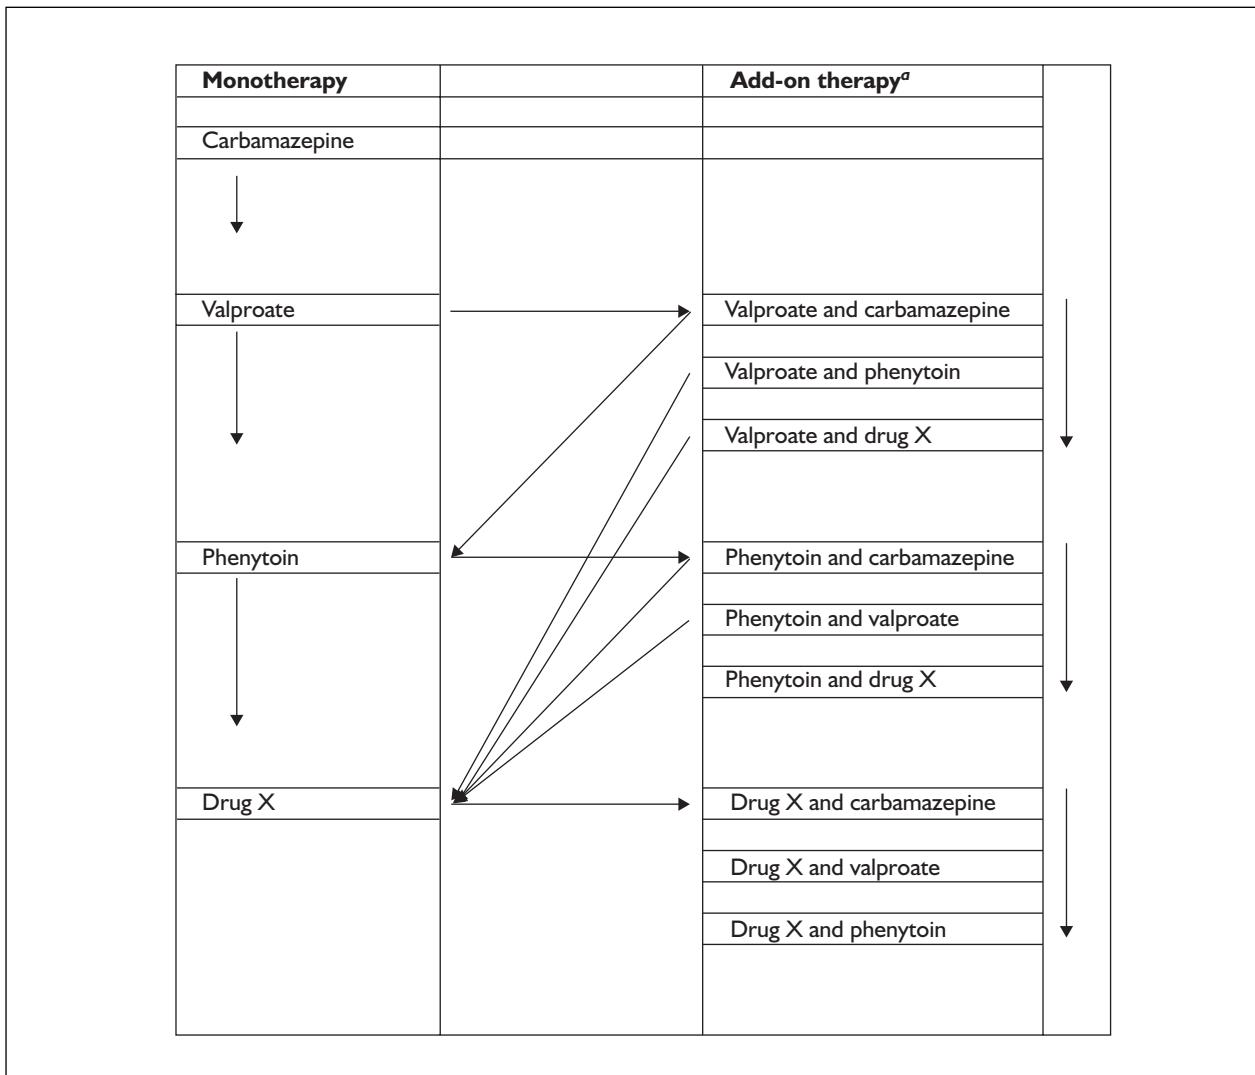 Monotherapy Add-on therapy^a
Carbamazepine
Valproate Valproate and carbamazepine
Valproate and phenytoin
Valproate and drug X
Phenytoin Phenytoin and carbamazepine
Phenytoin and valproate
Phenytoin and drug X
Drug X Drug X and carbamazepine
Drug X and valproate
Drug X and phenytoin